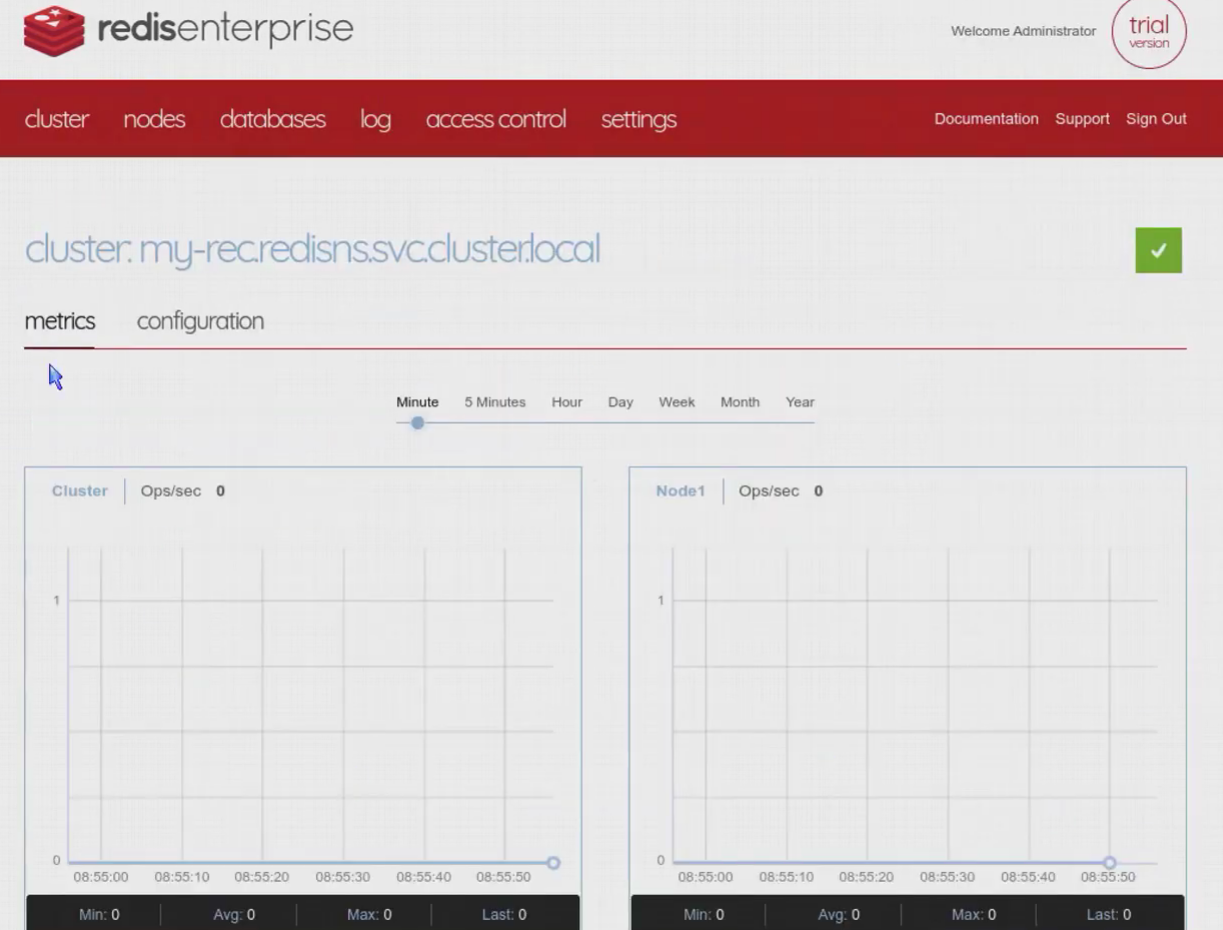 redisenterprise
Welcome Administrator
trial
version
cluster nodes databases log access control settings
Documentation Support Sign Out
cluster: my-rec.redisns.svc.cluster.local
metrics configuration
Minute 5 Minutes Hour Day Week Month Year
Cluster Ops/sec 0
1
0
08:55:00 08:55:10 08:55:20 08:55:30 08:55:40 08:55:50
Min: 0 Avg: 0 Max: 0 Last: 0
Node1 Ops/sec 0
1
0
08:55:00 08:55:10 08:55:20 08:55:30 08:55:40 08:55:50
Min: 0 Avg: 0 Max: 0 Last: 0